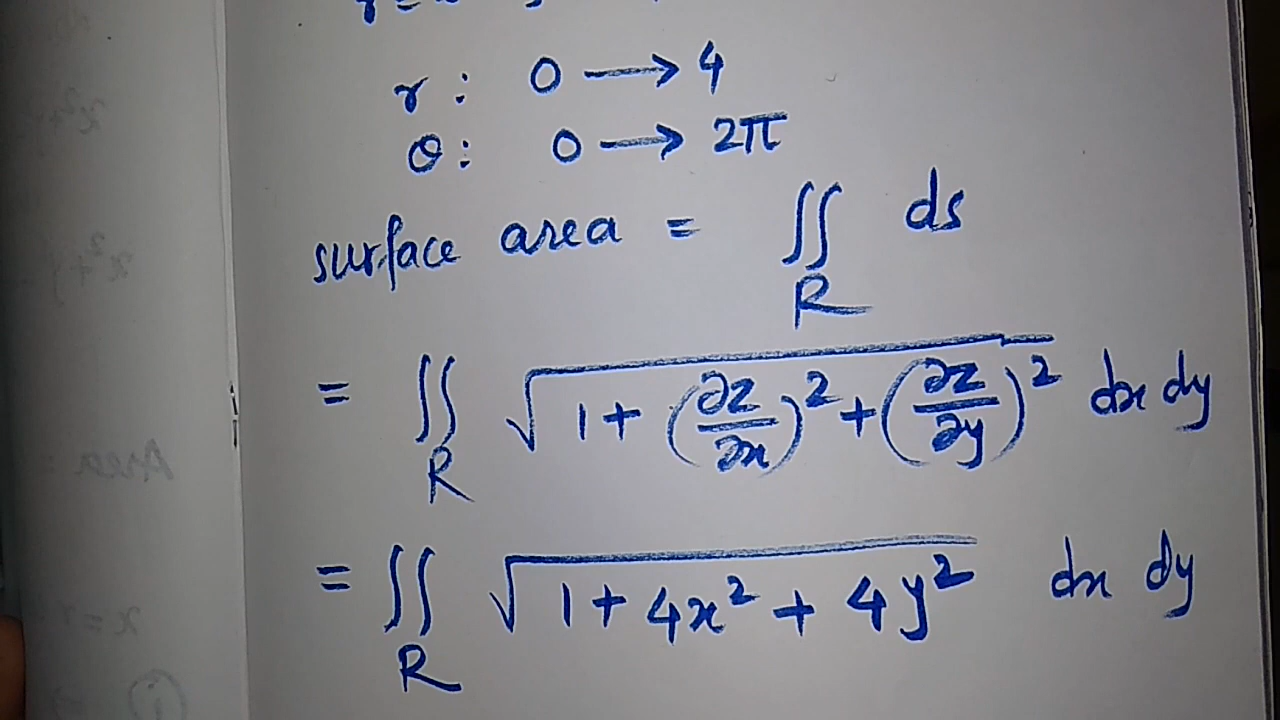 r : 0 → 4
θ : 0 → 2π
surface area = ∬_R ds
= ∬_R √(1 + (∂z/∂x)² + (∂z/∂y)²) dx dy
= ∬_R √(1 + 4x² + 4y²) dx dy